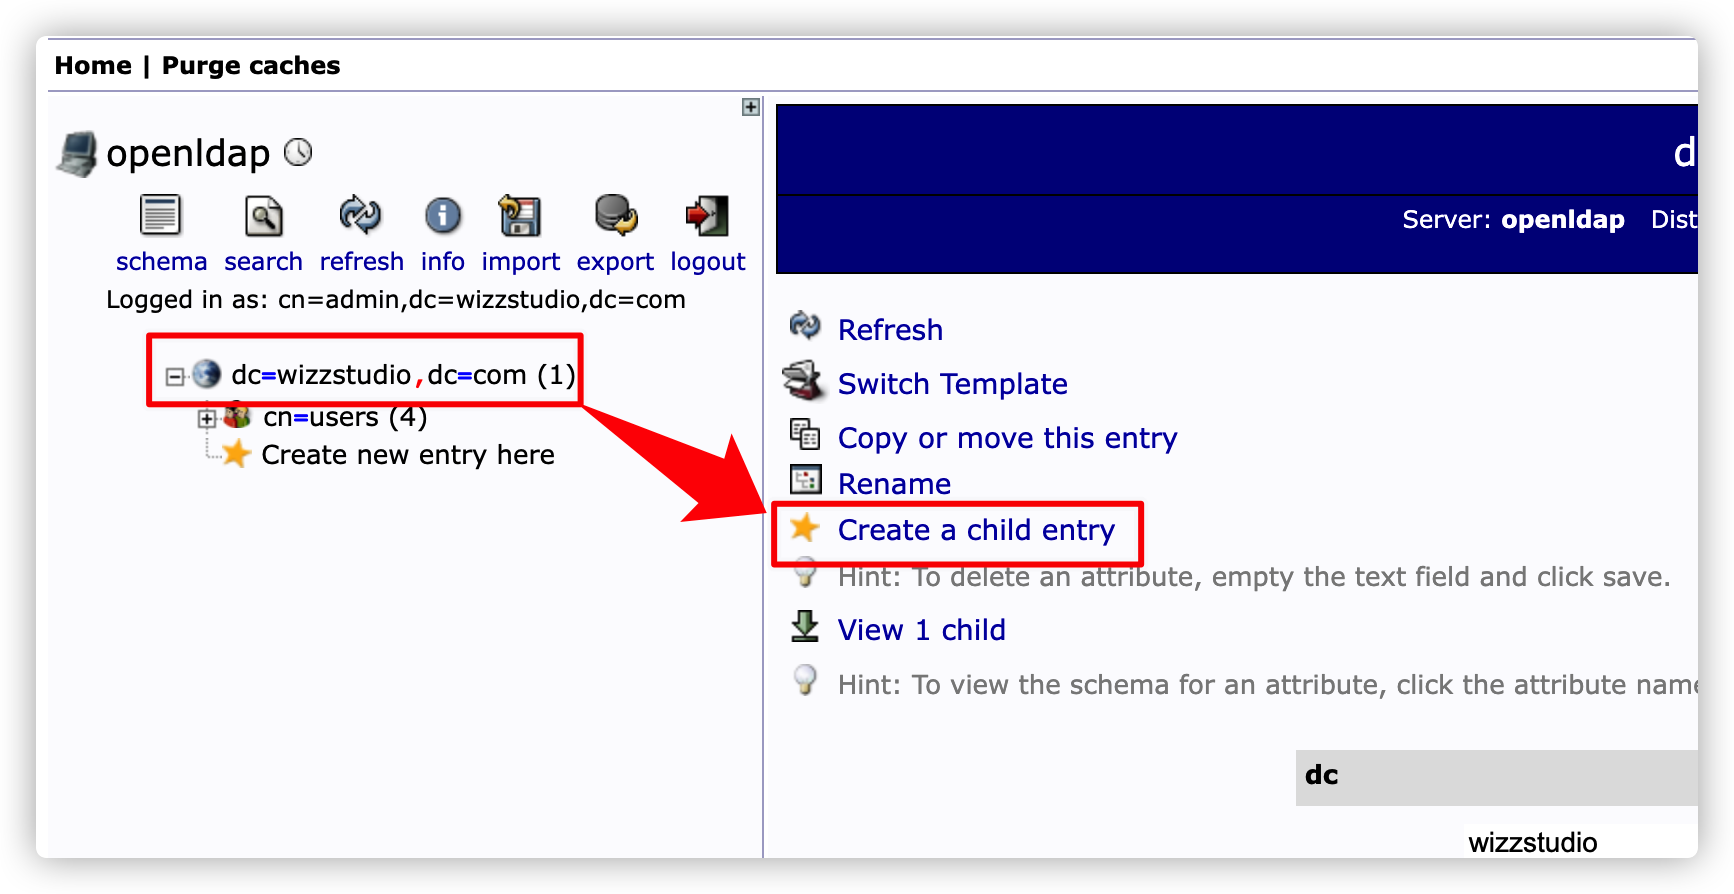 Home | Purge caches
openldap
schema search refresh info import export logout
Logged in as: cn=admin,dc=wizzstudio,dc=com
dc=wizzstudio,dc=com (1)
cn=users (4)
Create new entry here
d
Server: openldap Dist
Refresh
Switch Template
Copy or move this entry
Rename
Create a child entry
Hint: To delete an attribute, empty the text field and click save.
View 1 child
Hint: To view the schema for an attribute, click the attribute name
dc
wizzstudio